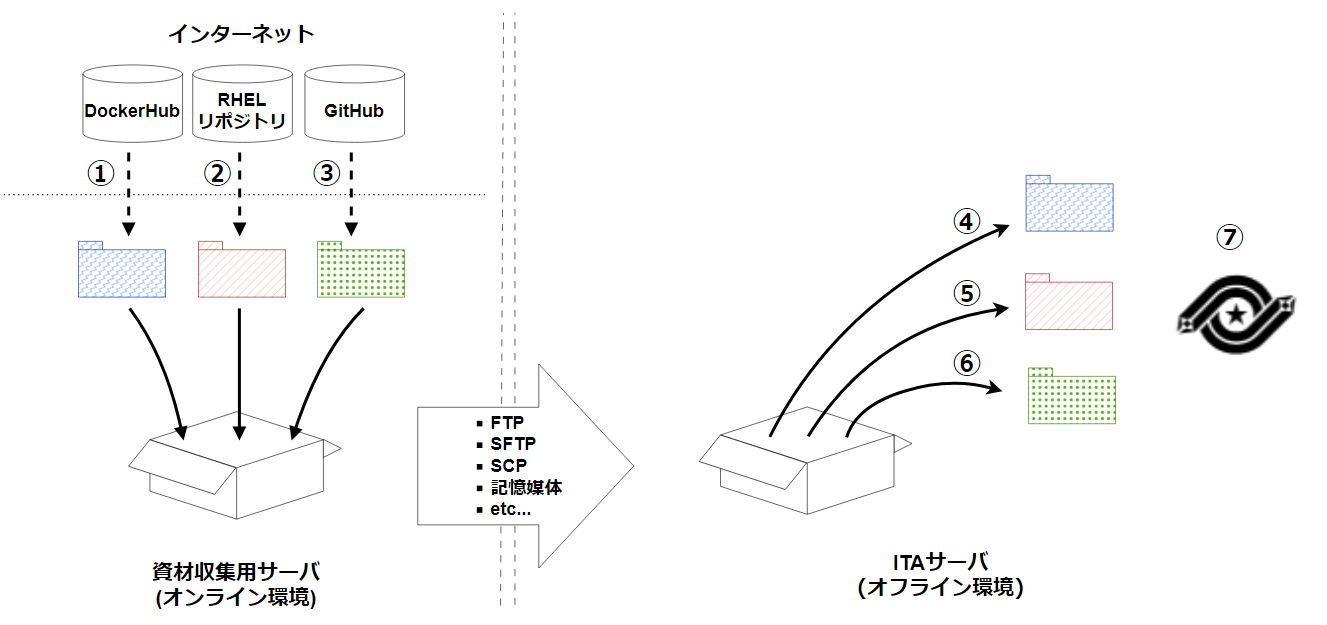 インターネット
DockerHub
RHEL
リポジトリ
GitHub
①
②
③
④
⑤
⑥
⑦
▪ FTP
▪ SFTP
▪ SCP
▪ 記憶媒体
▪ etc...
資材収集用サーバ
(オンライン環境)
ITAサーバ
(オフライン環境)